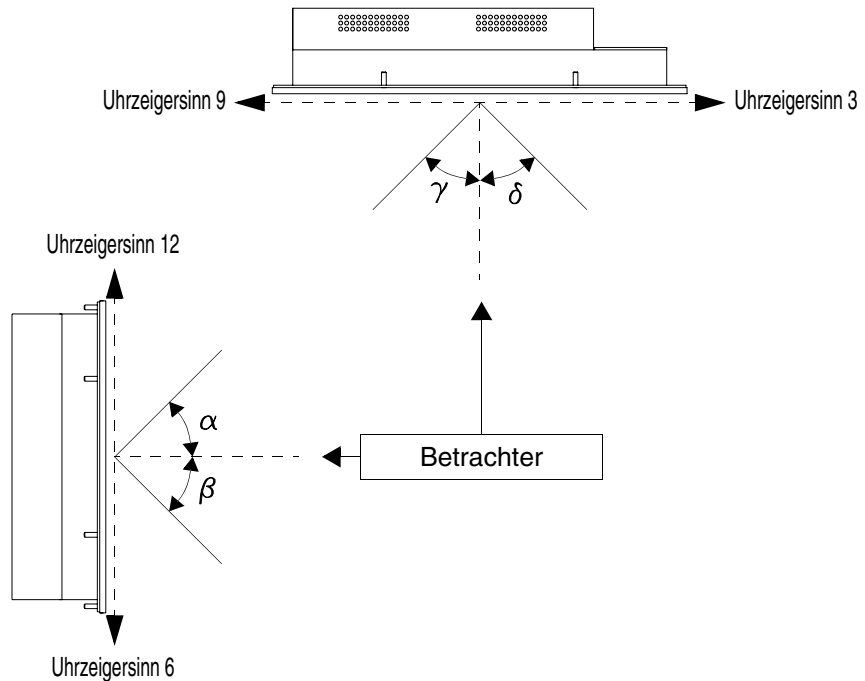 Uhrzeigersinn 9
Uhrzeigersinn 3
γ
δ
Uhrzeigersinn 12
α
β
Betrachter
Uhrzeigersinn 6